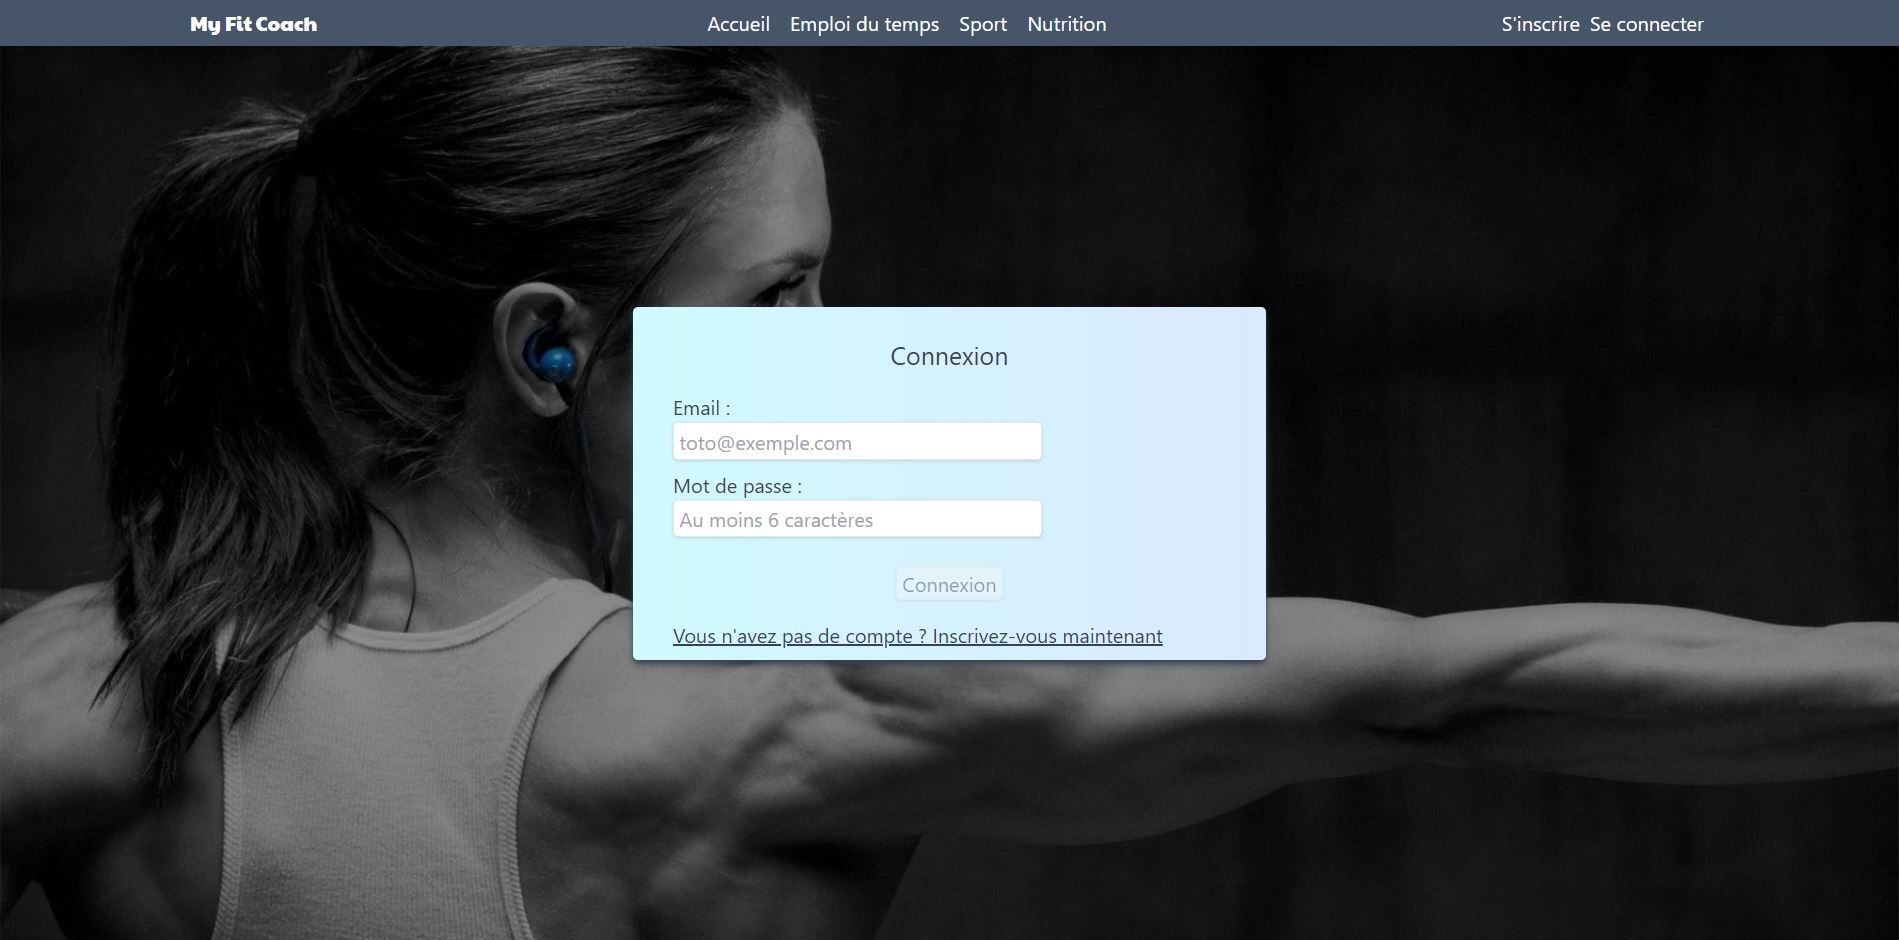 My Fit Coach
Accueil Emploi du temps Sport Nutrition
S'inscrire Se connecter
Connexion
Email :
toto@exemple.com
Mot de passe :
Au moins 6 caractères
Connexion
Vous n'avez pas de compte ? Inscrivez-vous maintenant